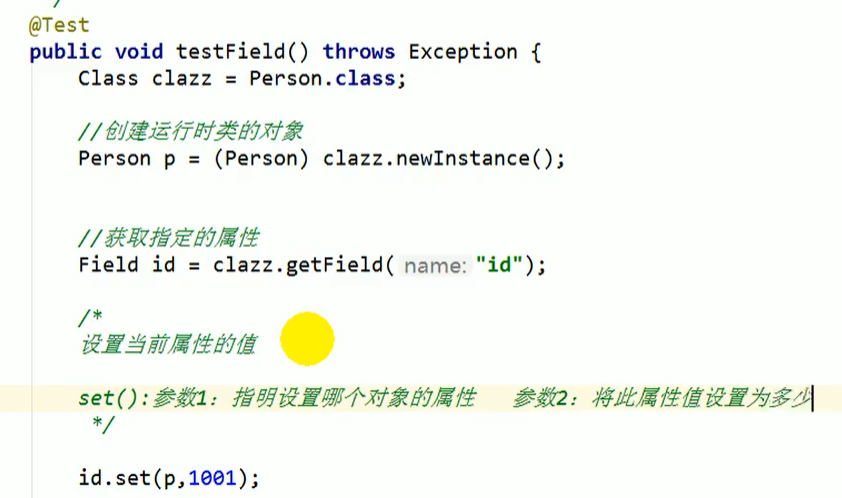 */
@Test
public void testField() throws Exception {
Class clazz = Person.class;
//创建运行时类的对象
Person p = (Person) clazz.newInstance();
//获取指定的属性
Field id = clazz.getField( name: "id");
/*
设置当前属性的值
set():参数1：指明设置哪个对象的属性 参数2：将此属性值设置为多少
*/
id.set(p,1001);